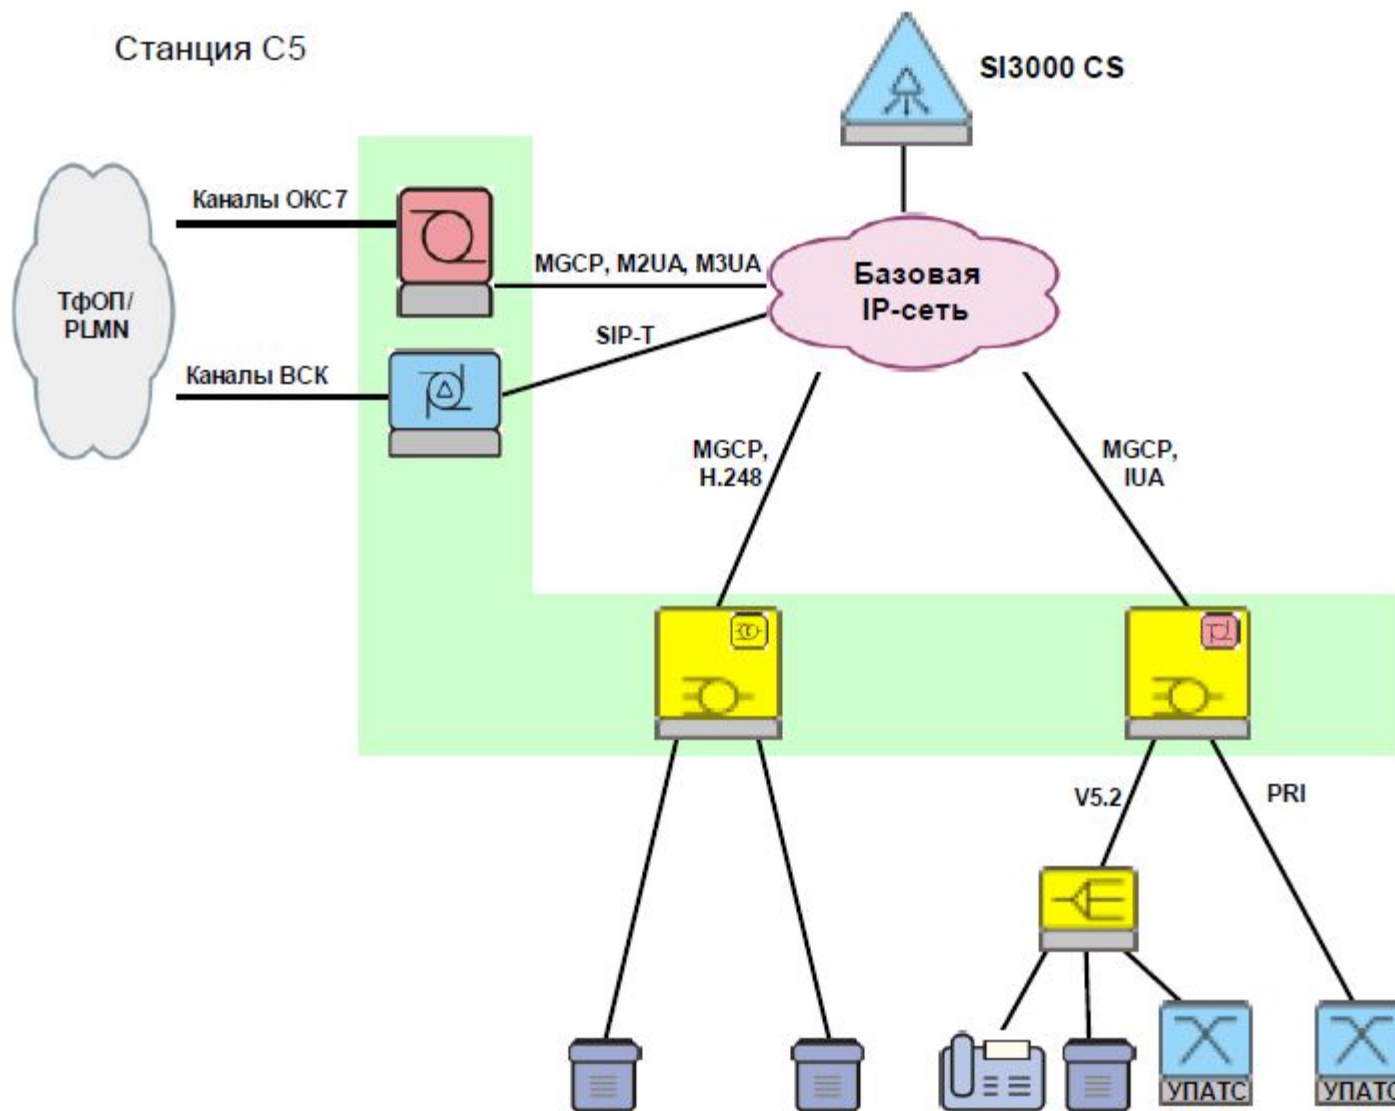 Станция С5
SI3000 CS
Каналы ОКС7
MGCP, M2UA, M3UA
Базовая
IP-сеть
ТфОП/
PLMN
SIP-T
Каналы ВСК
MGCP,
H.248
MGCP,
IUA
V5.2
PRI
УПАТС
УПАТС